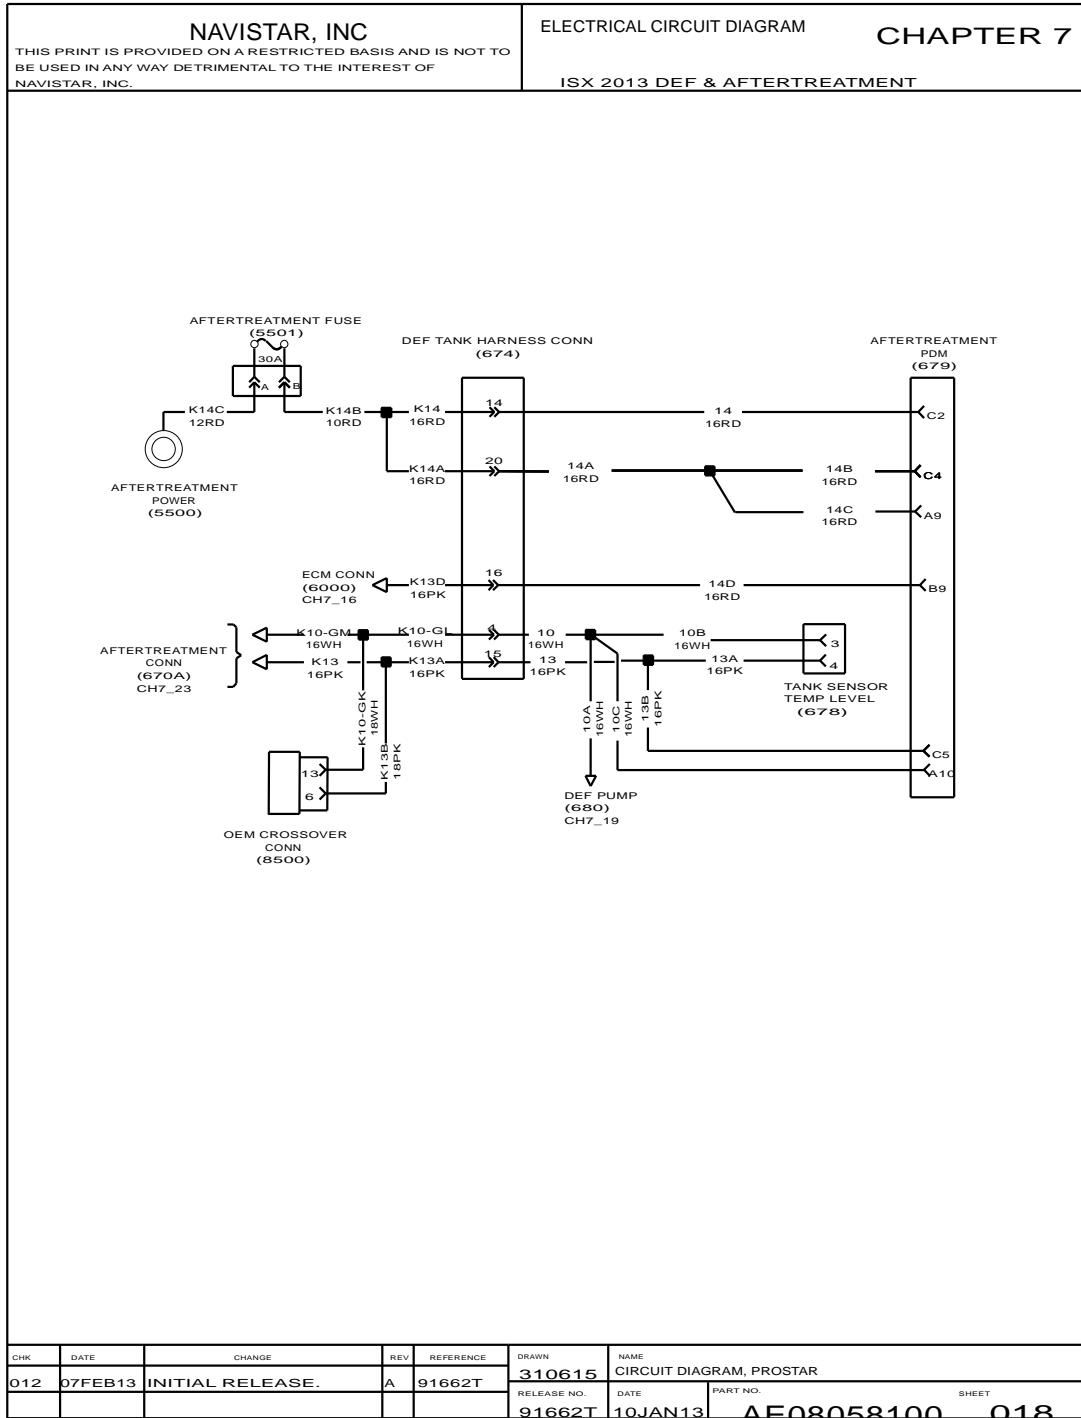 NAVISTAR, INC
THIS PRINT IS PROVIDED ON A RESTRICTED BASIS AND IS NOT TO
BE USED IN ANY WAY DETRIMENTAL TO THE INTEREST OF
NAVISTAR, INC.
ELECTRICAL CIRCUIT DIAGRAM
CHAPTER 7
ISX 2013 DEF & AFTERTREATMENT
AFTERTREATMENT FUSE
(5501)
30A
A
B
K14C
12RD
K14B
10RD
AFTERTREATMENT
POWER
(5500)
DEF TANK HARNESS CONN
(674)
K14
16RD
14
14
16RD
K14A
16RD
20
14A
16RD
14B
16RD
14C
16RD
AFTERTREATMENT
PDM
(679)
C2
C4
A9
B9
C5
A10
ECM CONN
(6000)
CH7_16
K13D
16PK
16
14D
16RD
AFTERTREATMENT
CONN
(670A)
CH7_23
K10-GM
16WH
K10-GL
16WH
4
10
16WH
10B
16WH
K13
16PK
K13A
16PK
15
13
16PK
13A
16PK
3
4
TANK SENSOR
TEMP LEVEL
(678)
K10-GK
18WH
K13B
18PK
10A
16WH
10C
16WH
13B
16PK
13
6
OEM CROSSOVER
CONN
(8500)
DEF PUMP
(680)
CH7_19
CHK
DATE
CHANGE
REV
REFERENCE
012
07FEB13
INITIAL RELEASE.
A
91662T
DRAWN
310615
NAME
CIRCUIT DIAGRAM, PROSTAR
RELEASE NO.
91662T
DATE
10JAN13
PART NO.
AE08058100
SHEET
018